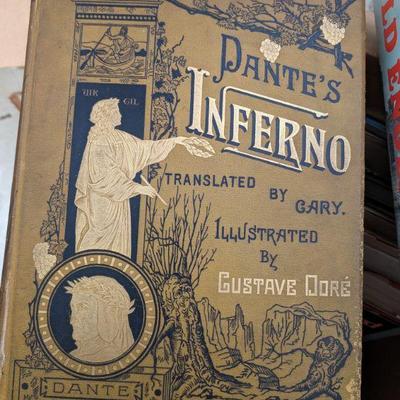 DANTE'S
INFERNO
TRANSLATED BY CARY.
ILLUSTRATED
BY
GUSTAVE DORÉ
VIR GIL
DANTE